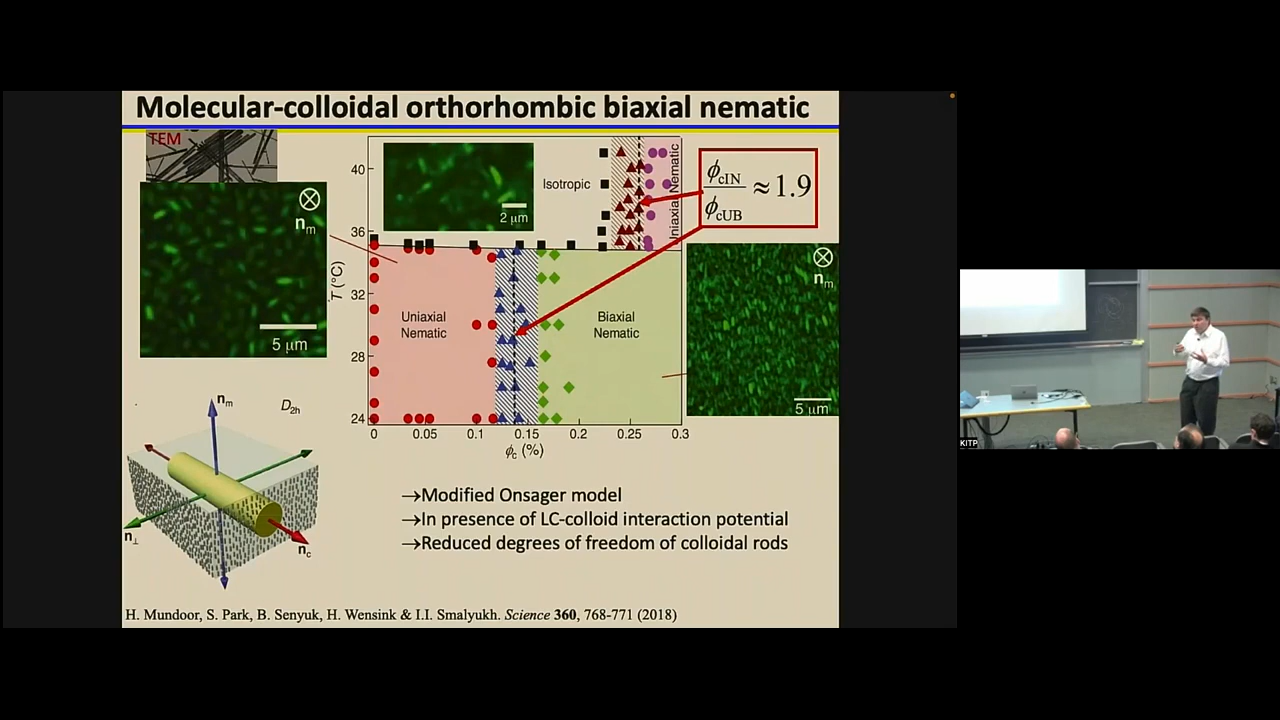 Molecular-colloidal orthorhombic biaxial nematic
TEM
n_m
5 μm
2 μm
Isotropic
Uniaxial Nematic
ϕ_cIN / ϕ_cUB ≈ 1.9
40
36
32
28
24
T (°C)
Uniaxial
Nematic
Biaxial
Nematic
0 0.05 0.1 0.15 0.2 0.25 0.3
ϕ_c (%)
n_m
5 μm
n_m
D_2h
n_⊥
n_c
→Modified Onsager model
→In presence of LC-colloid interaction potential
→Reduced degrees of freedom of colloidal rods
H. Mundoor, S. Park, B. Senyuk, H. Wensink & I.I. Smalyukh. Science 360, 768-771 (2018)
KITP